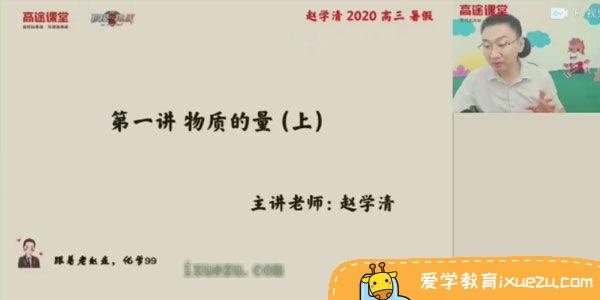 高途课堂
赵学清 2020 高三 暑假
高途课堂
第一讲 物质的量（上）
主讲老师：赵学清
跟着老赵走，化学99
ixuezu.com
爱学教育ixuezu.com